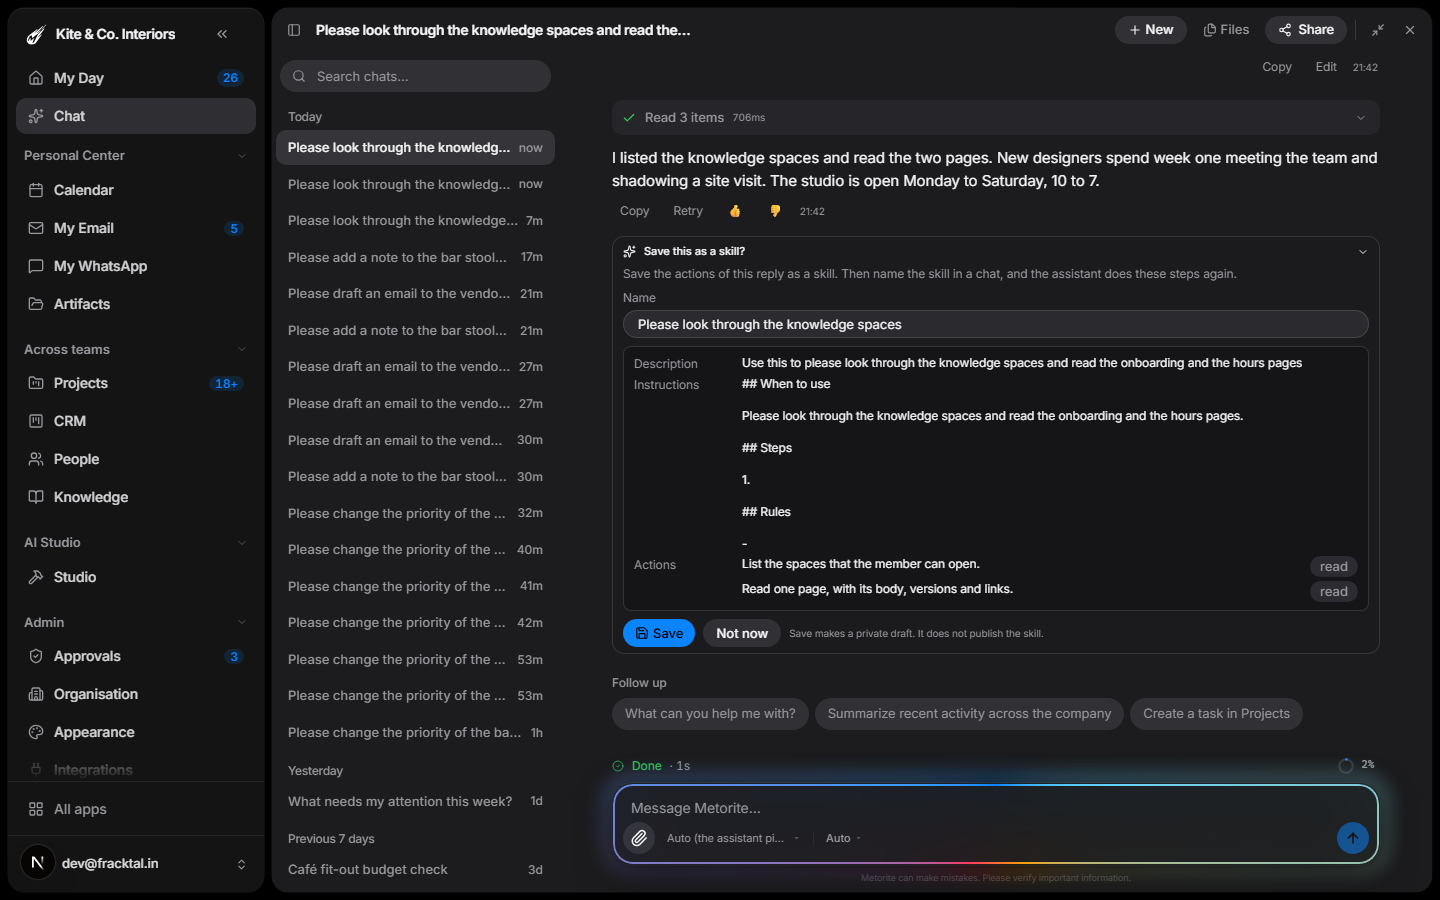 Kite & Co. Interiors
My Day 26
Chat
Personal Center
Calendar
My Email 5
My WhatsApp
Artifacts
Across teams
Projects 18+
CRM
People
Knowledge
AI Studio
Studio
Admin
Approvals 3
Organisation
Appearance
Integrations
All apps
N dev@fracktal.in
Please look through the knowledge spaces and read the...
+ New
Files
Share
Search chats...
Today
Please look through the knowledg... now
Please look through the knowledg... now
Please look through the knowledge... 7m
Please add a note to the bar stool... 17m
Please draft an email to the vendo... 21m
Please add a note to the bar stool... 21m
Please draft an email to the vendo... 27m
Please draft an email to the vendo... 27m
Please draft an email to the vend... 30m
Please add a note to the bar stool... 30m
Please change the priority of the ... 32m
Please change the priority of the ... 40m
Please change the priority of the ... 41m
Please change the priority of the ... 42m
Please change the priority of the ... 53m
Please change the priority of the ... 53m
Please change the priority of the ba... 1h
Yesterday
What needs my attention this week? 1d
Previous 7 days
Café fit-out budget check 3d
Copy Edit 21:42
Read 3 items 706ms
I listed the knowledge spaces and read the two pages. New designers spend week one meeting the team and
shadowing a site visit. The studio is open Monday to Saturday, 10 to 7.
Copy Retry 👍 👎 21:42
Save this as a skill?
Save the actions of this reply as a skill. Then name the skill in a chat, and the assistant does these steps again.
Name
Please look through the knowledge spaces
Description Use this to please look through the knowledge spaces and read the onboarding and the hours pages
Instructions ## When to use
Please look through the knowledge spaces and read the onboarding and the hours pages.
## Steps
1.
## Rules
-
Actions List the spaces that the member can open. read
Read one page, with its body, versions and links. read
Save Not now Save makes a private draft. It does not publish the skill.
Follow up
What can you help me with? Summarize recent activity across the company Create a task in Projects
Done · 1s 2%
Message Metorite...
Auto (the assistant pi... Auto
Metorite can make mistakes. Please verify important information.